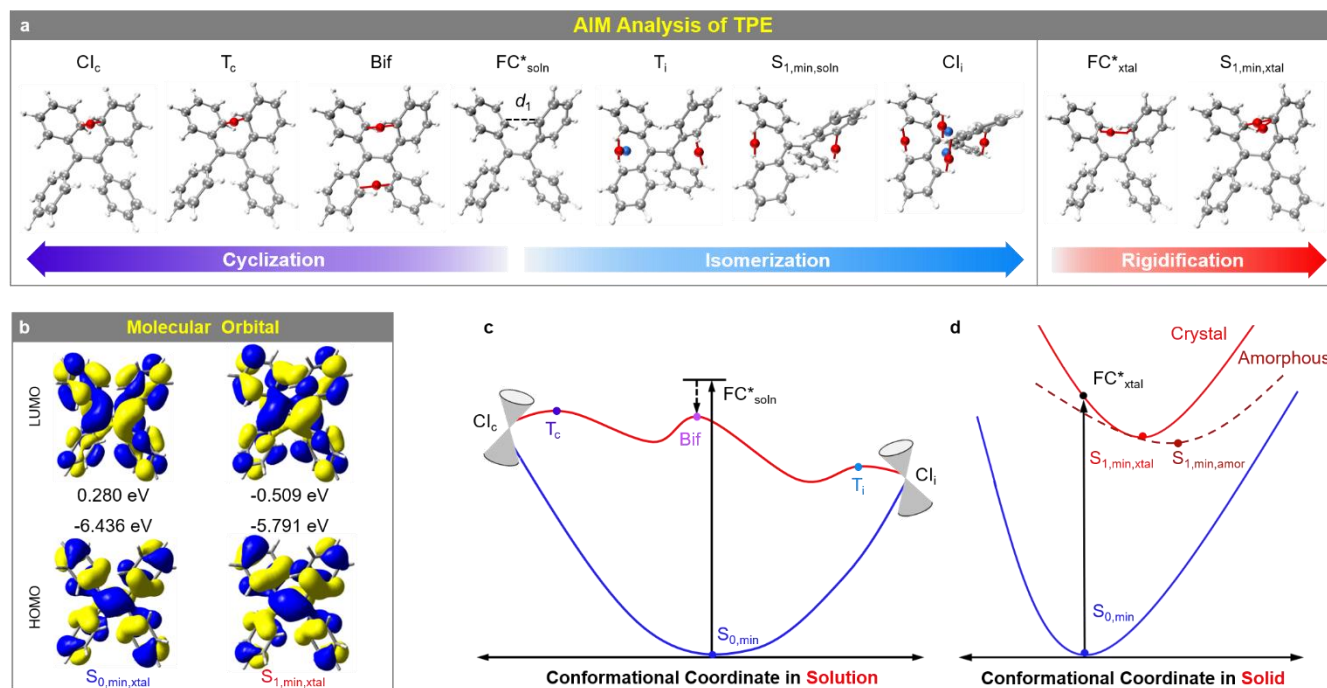 a
AIM Analysis of TPE
CI_c T_c Bif FC*_soln T_i S_1,min,soln CI_i FC*_xtal S_1,min,xtal
d_1
Cyclization Isomerization Rigidification
b
Molecular Orbital
LUMO
0.280 eV -0.509 eV
-6.436 eV -5.791 eV
HOMO
S_0,min,xtal S_1,min,xtal
c
FC*_soln
CI_c
T_c
Bif
T_i
CI_i
S_0,min
Conformational Coordinate in Solution
d
Crystal
Amorphous
FC*_xtal
S_1,min,xtal
S_1,min,amor
S_0,min
Conformational Coordinate in Solid